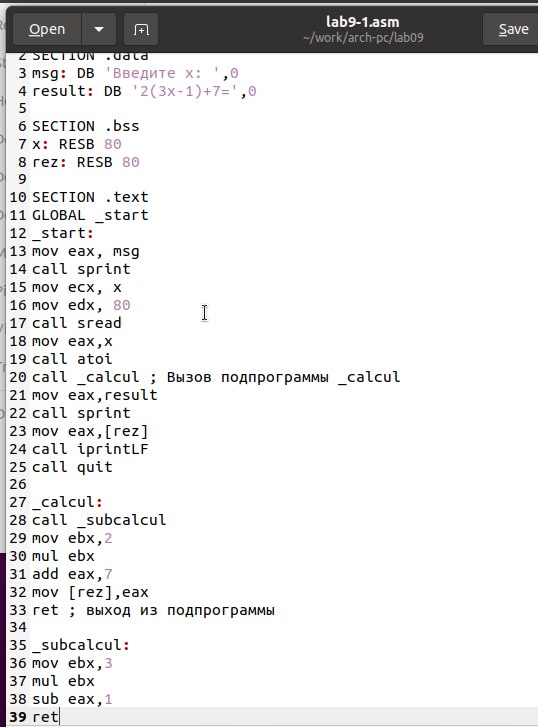 Open
lab9-1.asm
~/work/arch-pc/lab09
Save
2 SECTION .data
3 msg: DB 'Введите x: ',0
4 result: DB '2(3x-1)+7=',0
5
6 SECTION .bss
7 x: RESB 80
8 rez: RESB 80
9
10 SECTION .text
11 GLOBAL _start
12 _start:
13 mov eax, msg
14 call sprint
15 mov ecx, x
16 mov edx, 80
17 call sread
18 mov eax,x
19 call atoi
20 call _calcul ; Вызов подпрограммы _calcul
21 mov eax,result
22 call sprint
23 mov eax,[rez]
24 call iprintLF
25 call quit
26
27 _calcul:
28 call _subcalcul
29 mov ebx,2
30 mul ebx
31 add eax,7
32 mov [rez],eax
33 ret ; выход из подпрограммы
34
35 _subcalcul:
36 mov ebx,3
37 mul ebx
38 sub eax,1
39 ret